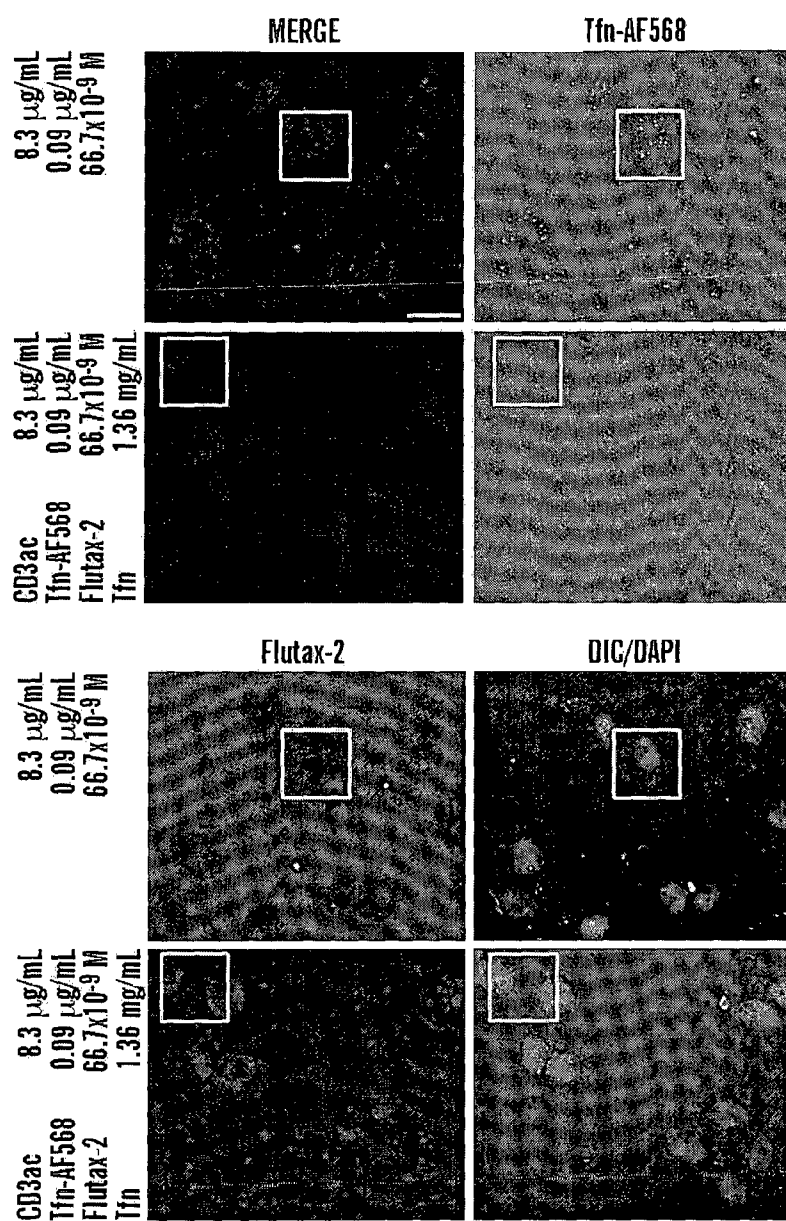 MERGE
Tfn-AF568
8.3 µg/mL
0.09 µg/mL
66.7x10-9 M
8.3 µg/mL
0.09 µg/mL
66.7x10-9 M
1.36 mg/mL
CD3ac
Tfn-AF568
Flutax-2
Tfn
Flutax-2
DIC/DAPI
8.3 µg/mL
0.09 µg/mL
66.7x10-9 M
8.3 µg/mL
0.09 µg/mL
66.7x10-9 M
1.36 mg/mL
CD3ac
Tfn-AF568
Flutax-2
Tfn